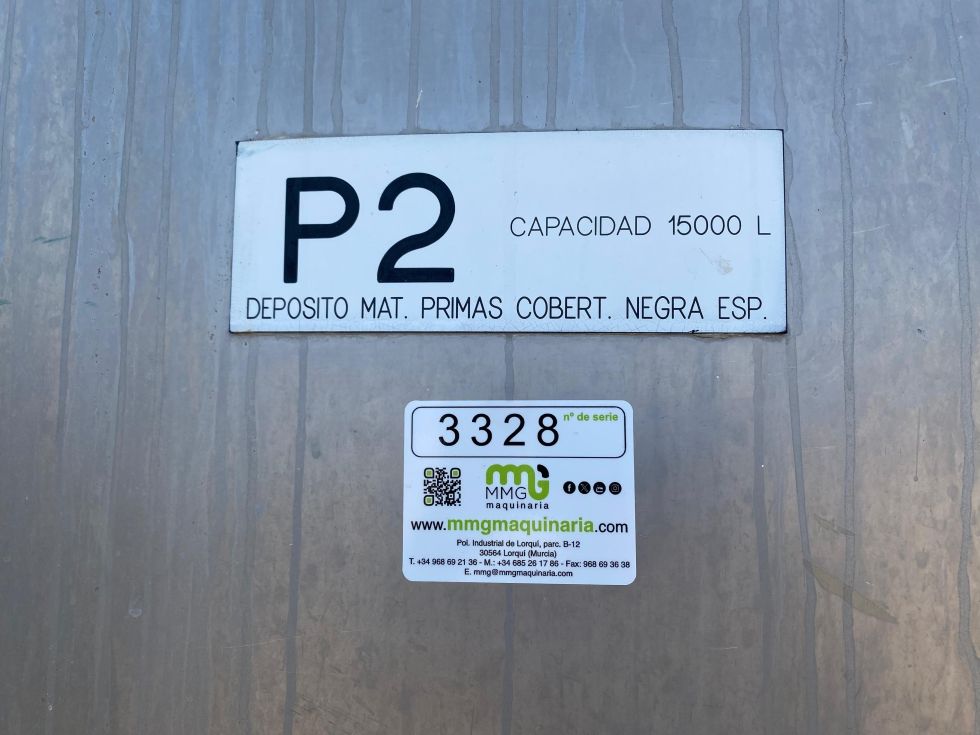 P2
CAPACIDAD 15000 L
DEPOSITO MAT. PRIMAS COBERT. NEGRA ESP.
3328 nº de serie
MMG
maquinaria
www.mmgmaquinaria.com
Pol. Industrial de Lorquí, parc. B-12
30564 Lorquí (Murcia)
T. +34 968 69 21 36 - M.: +34 685 26 17 86 - Fax: 968 69 36 38
E. mmg@mmgmaquinaria.com